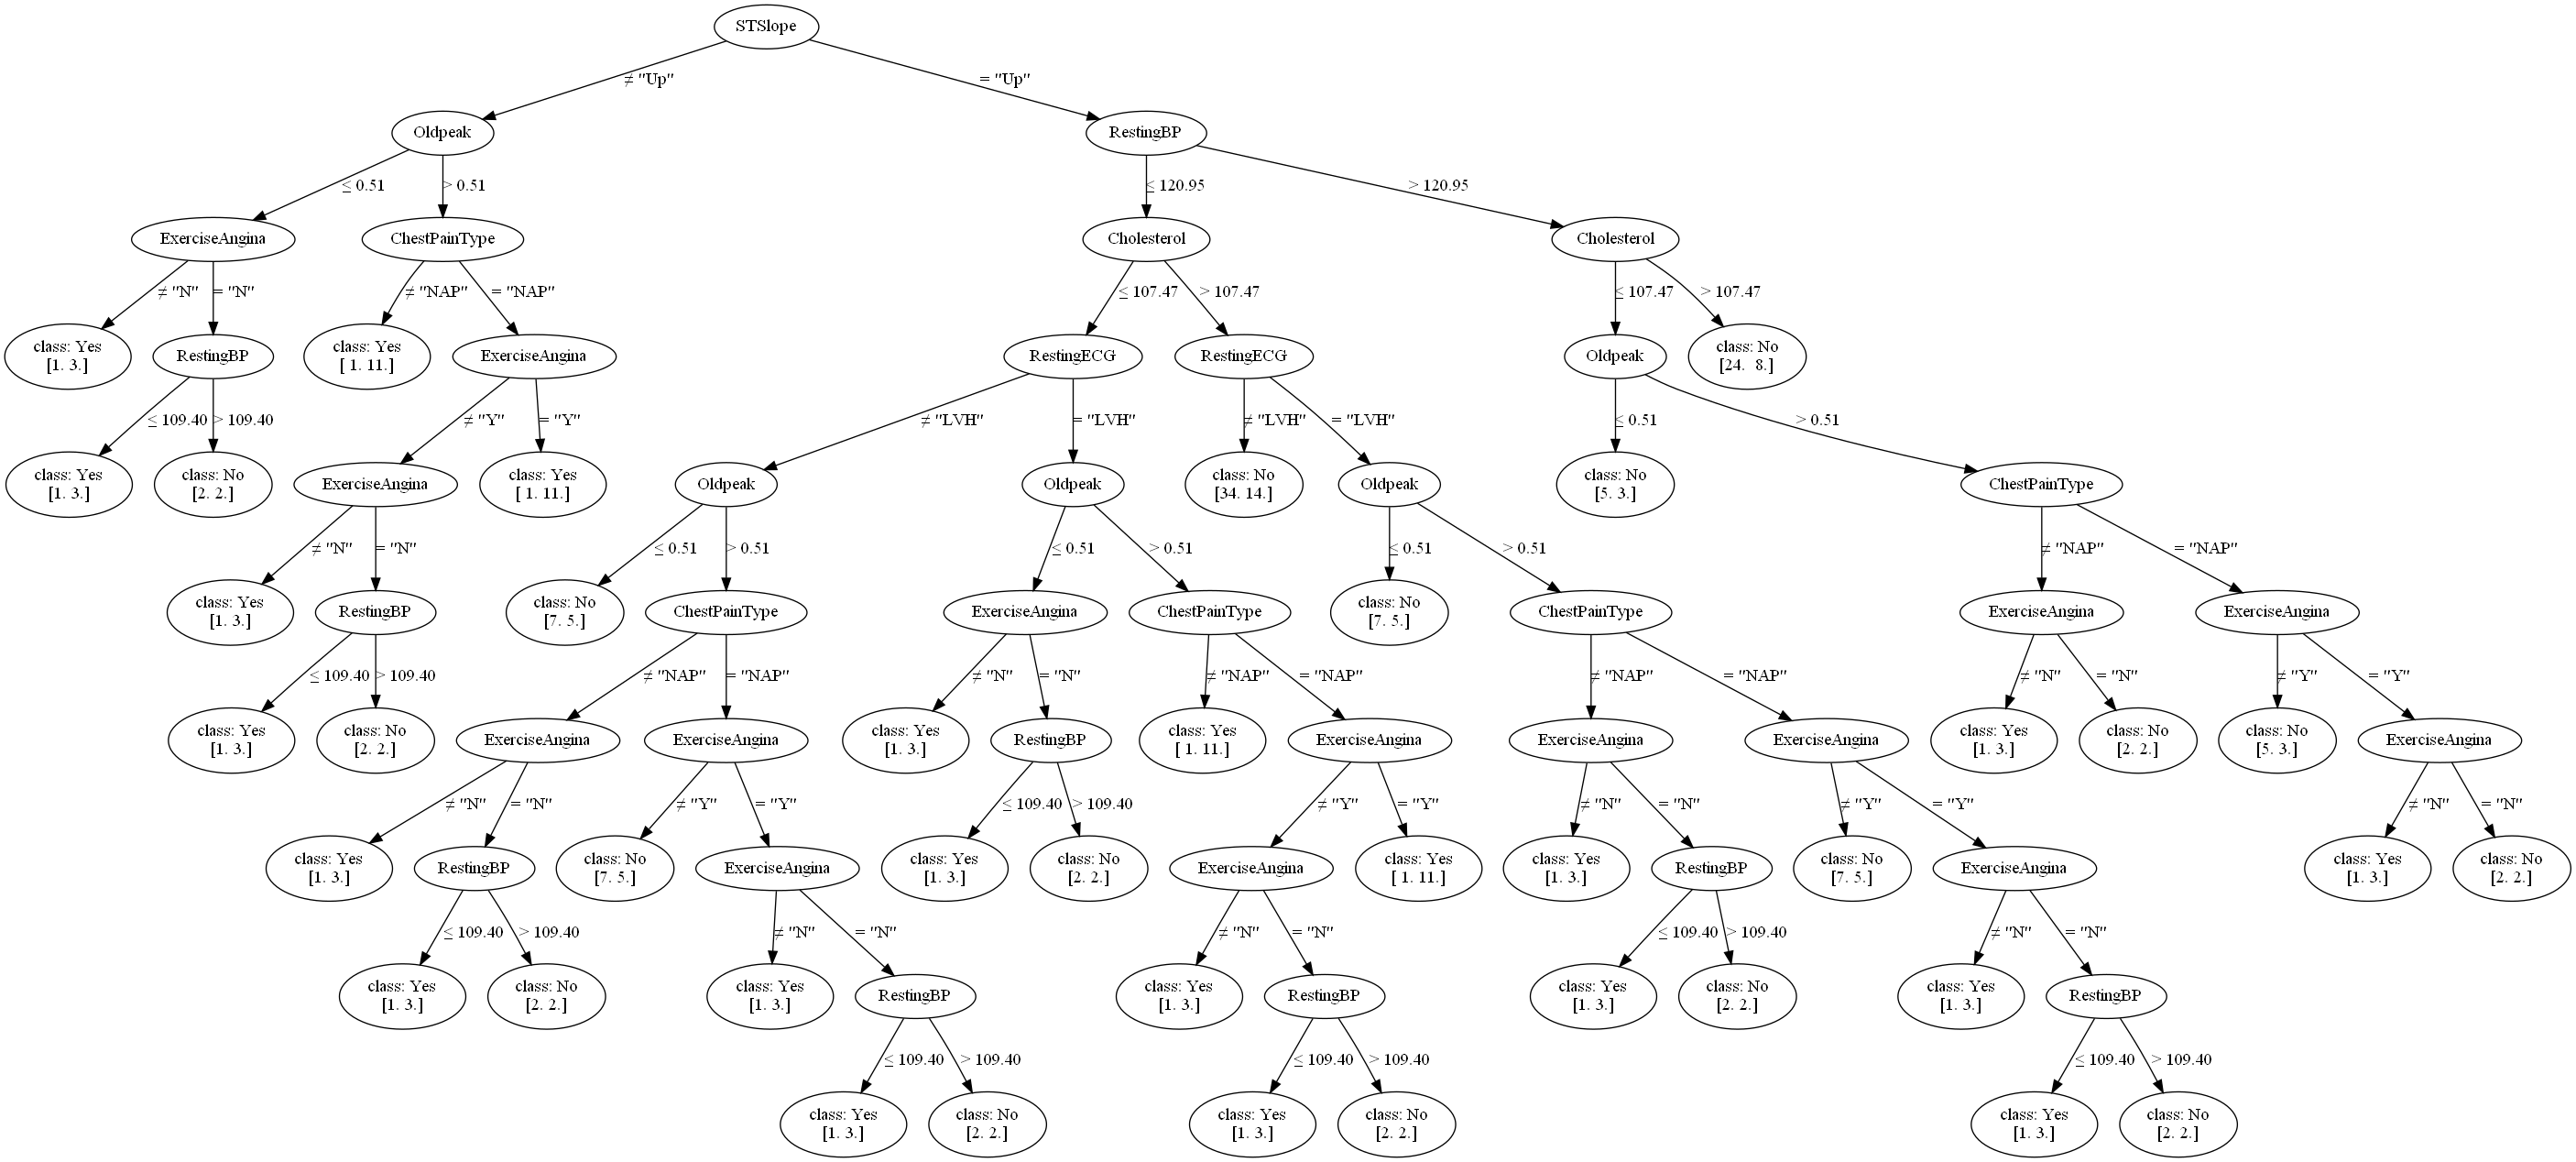 STSlope
≠ "Up"
= "Up"
Oldpeak
RestingBP
≤ 0.51
> 0.51
≤ 120.95
> 120.95
ExerciseAngina
ChestPainType
Cholesterol
Cholesterol
≠ "N"
= "N"
≠ "NAP"
= "NAP"
≤ 107.47
> 107.47
≤ 107.47
> 107.47
class: Yes
[1. 3.]
RestingBP
class: Yes
[ 1. 11.]
ExerciseAngina
RestingECG
RestingECG
Oldpeak
class: No
[24.  8.]
≤ 109.40
> 109.40
≠ "Y"
= "Y"
≠ "LVH"
= "LVH"
≠ "LVH"
= "LVH"
≤ 0.51
> 0.51
class: Yes
[1. 3.]
class: No
[2. 2.]
ExerciseAngina
class: Yes
[ 1. 11.]
Oldpeak
Oldpeak
class: No
[34. 14.]
Oldpeak
class: No
[5. 3.]
ChestPainType
≠ "N"
= "N"
≤ 0.51
> 0.51
≤ 0.51
> 0.51
≤ 0.51
> 0.51
≠ "NAP"
= "NAP"
class: Yes
[1. 3.]
RestingBP
class: No
[7. 5.]
ChestPainType
ExerciseAngina
ChestPainType
class: No
[7. 5.]
ChestPainType
ExerciseAngina
ExerciseAngina
≤ 109.40
> 109.40
≠ "NAP"
= "NAP"
≠ "N"
= "N"
≠ "NAP"
= "NAP"
≠ "NAP"
= "NAP"
≠ "N"
= "N"
≠ "Y"
= "Y"
class: Yes
[1. 3.]
class: No
[2. 2.]
ExerciseAngina
ExerciseAngina
class: Yes
[1. 3.]
RestingBP
class: Yes
[ 1. 11.]
ExerciseAngina
ExerciseAngina
ExerciseAngina
class: Yes
[1. 3.]
class: No
[2. 2.]
class: No
[5. 3.]
ExerciseAngina
≠ "N"
= "N"
≠ "Y"
= "Y"
≤ 109.40
> 109.40
≠ "Y"
= "Y"
≠ "N"
= "N"
≠ "Y"
= "Y"
≠ "N"
= "N"
class: Yes
[1. 3.]
RestingBP
class: No
[7. 5.]
ExerciseAngina
class: Yes
[1. 3.]
class: No
[2. 2.]
ExerciseAngina
class: Yes
[ 1. 11.]
class: Yes
[1. 3.]
RestingBP
class: No
[7. 5.]
ExerciseAngina
class: Yes
[1. 3.]
class: No
[2. 2.]
≤ 109.40
> 109.40
≠ "N"
= "N"
≠ "N"
= "N"
≤ 109.40
> 109.40
≠ "N"
= "N"
class: Yes
[1. 3.]
class: No
[2. 2.]
class: Yes
[1. 3.]
RestingBP
class: Yes
[1. 3.]
RestingBP
class: Yes
[1. 3.]
class: No
[2. 2.]
class: Yes
[1. 3.]
RestingBP
≤ 109.40
> 109.40
≤ 109.40
> 109.40
≤ 109.40
> 109.40
class: Yes
[1. 3.]
class: No
[2. 2.]
class: Yes
[1. 3.]
class: No
[2. 2.]
class: Yes
[1. 3.]
class: No
[2. 2.]